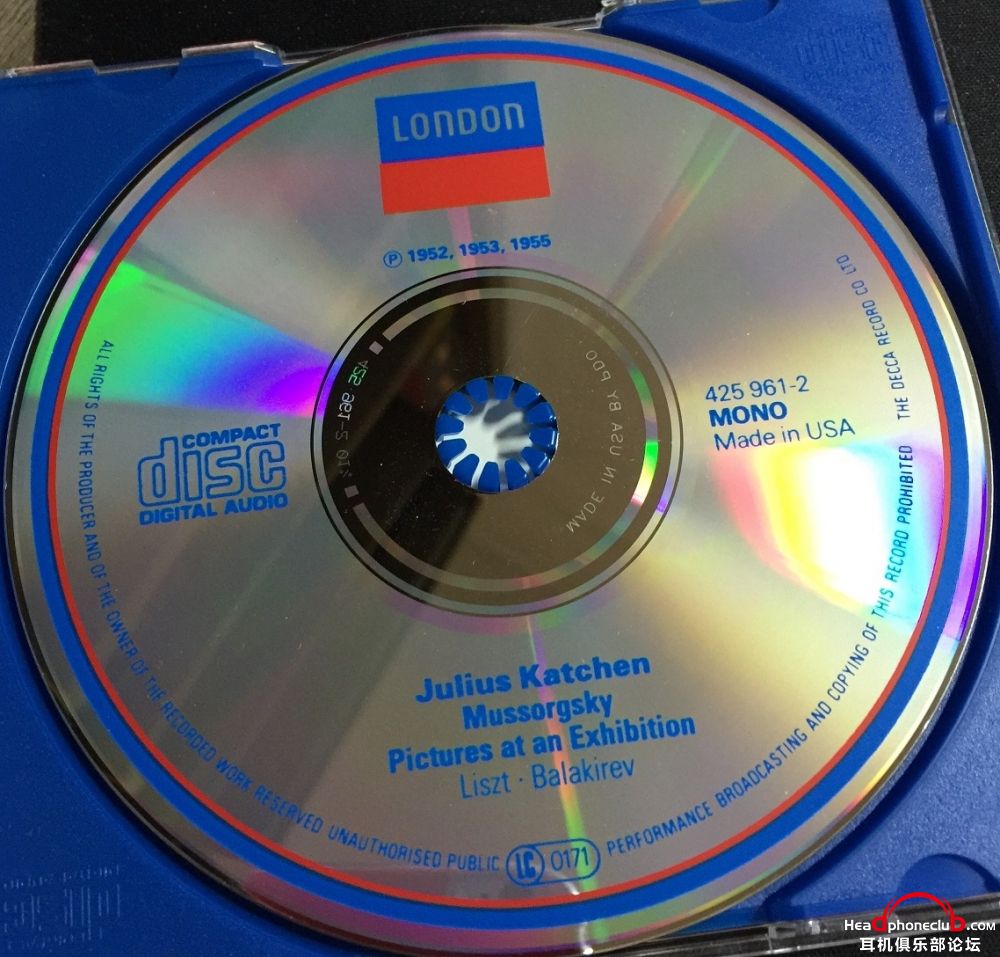 LONDON
℗ 1952, 1953, 1955
425 961-2
MONO
Made in USA
COMPACT
disc
DIGITAL AUDIO
MADE IN USA BY PDO
Julius Katchen
Mussorgsky
Pictures at an Exhibition
Liszt · Balakirev
ALL RIGHTS OF THE PRODUCER AND OF THE OWNER OF THE RECORDED WORK RESERVED UNAUTHORISED PUBLIC PERFORMANCE BROADCASTING AND COPYING OF THIS RECORD PROHIBITED THE DECCA RECORD CO LTD
LC 0171
Headphoneclub.com
耳机俱乐部论坛